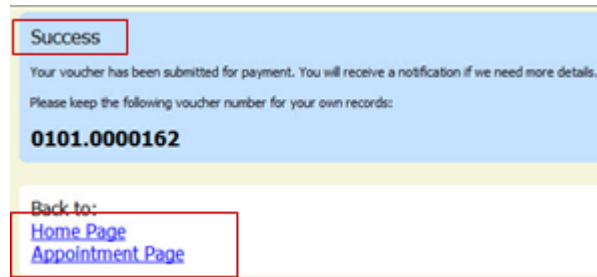 Success
Your voucher has been submitted for payment. You will receive a notification if we need more details.
Please keep the following voucher number for your own records:
0101.0000162
Back to:
Home Page
Appointment Page